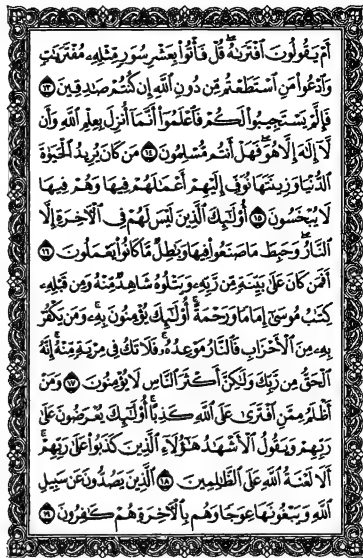 أَمْ يَقُولُونَ ٱفْتَرَىٰهُ ۖ قُلْ فَأْتُوا۟ بِعَشْرِ سُوَرٍ مِّثْلِهِۦ مُفْتَرَيَٰتٍ
وَٱدْعُوا۟ مَنِ ٱسْتَطَعْتُم مِّن دُونِ ٱللَّهِ إِن كُنتُمْ صَٰدِقِينَ ١٣
فَإِلَّمْ يَسْتَجِيبُوا۟ لَكُمْ فَٱعْلَمُوٓا۟ أَنَّمَآ أُنزِلَ بِعِلْمِ ٱللَّهِ وَأَن
لَّآ إِلَٰهَ إِلَّا هُوَ ۖ فَهَلْ أَنتُم مُّسْلِمُونَ ١٤ مَن كَانَ يُرِيدُ ٱلْحَيَوٰةَ
ٱلدُّنْيَا وَزِينَتَهَا نُوَفِّ إِلَيْهِمْ أَعْمَٰلَهُمْ فِيهَا وَهُمْ فِيهَا
لَا يُبْخَسُونَ ١٥ أُو۟لَٰٓئِكَ ٱلَّذِينَ لَيْسَ لَهُمْ فِى ٱلْءَاخِرَةِ إِلَّا
ٱلنَّارُ ۖ وَحَبِطَ مَا صَنَعُوا۟ فِيهَا وَبَٰطِلٌ مَّا كَانُوا۟ يَعْمَلُونَ ١٦
أَفَمَن كَانَ عَلَىٰ بَيِّنَةٍ مِّن رَّبِّهِۦ وَيَتْلُوهُ شَاهِدٌ مِّنْهُ وَمِن قَبْلِهِۦ
كِتَٰبُ مُوسَىٰٓ إِمَامًا وَرَحْمَةً ۚ أُو۟لَٰٓئِكَ يُؤْمِنُونَ بِهِۦ ۚ وَمَن يَكْفُرْ
بِهِۦ مِنَ ٱلْأَحْزَابِ فَٱلنَّارُ مَوْعِدُهُۥ ۚ فَلَا تَكُ فِى مِرْيَةٍ مِّنْهُ ۚ إِنَّهُ
ٱلْحَقُّ مِن رَّبِّكَ وَلَٰكِنَّ أَكْثَرَ ٱلنَّاسِ لَا يُؤْمِنُونَ ١٧ وَمَنْ
أَظْلَمُ مِمَّنِ ٱفْتَرَىٰ عَلَى ٱللَّهِ كَذِبًا ۚ أُو۟لَٰٓئِكَ يُعْرَضُونَ عَلَىٰ
رَبِّهِمْ وَيَقُولُ ٱلْأَشْهَٰدُ هَٰٓؤُلَآءِ ٱلَّذِينَ كَذَبُوا۟ عَلَىٰ رَبِّهِمْ ۚ
أَلَا لَعْنَةُ ٱللَّهِ عَلَى ٱلظَّٰلِمِينَ ١٨ ٱلَّذِينَ يَصُدُّونَ عَن سَبِيلِ
ٱللَّهِ وَيَبْغُونَهَا عِوَجًا وَهُم بِٱلْءَاخِرَةِ هُمْ كَٰفِرُونَ ١٩